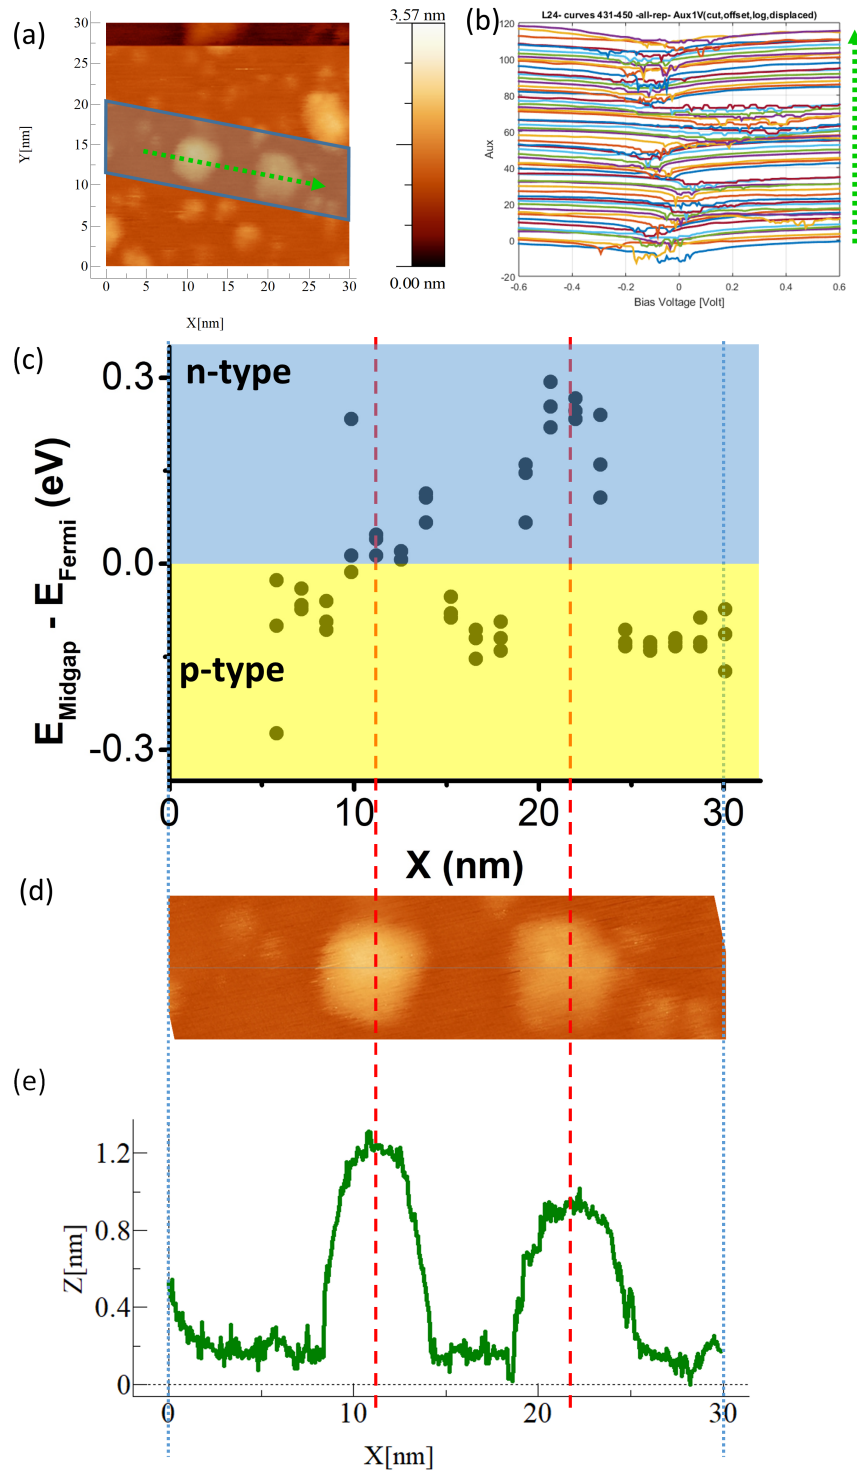 (a)
3.57 nm
30
25
20
15
10
5
0
Y[nm]
0 5 10 15 20 25 30
X[nm]
0.00 nm
(b)
L24- curves 431-450 -all-rep- Aux1V(cut,offset,log,displaced)
120
100
80
60
40
20
0
-20
Aux
-0.6 -0.4 -0.2 0 0.2 0.4 0.6
Bias Voltage [Volt]
(c)
n-type
0.3
0.0
-0.3
E_Midgap - E_Fermi (eV)
p-type
0 10 20 30
X (nm)
(d)
(e)
1.2
0.8
0.4
0
Z[nm]
0 10 20 30
X[nm]